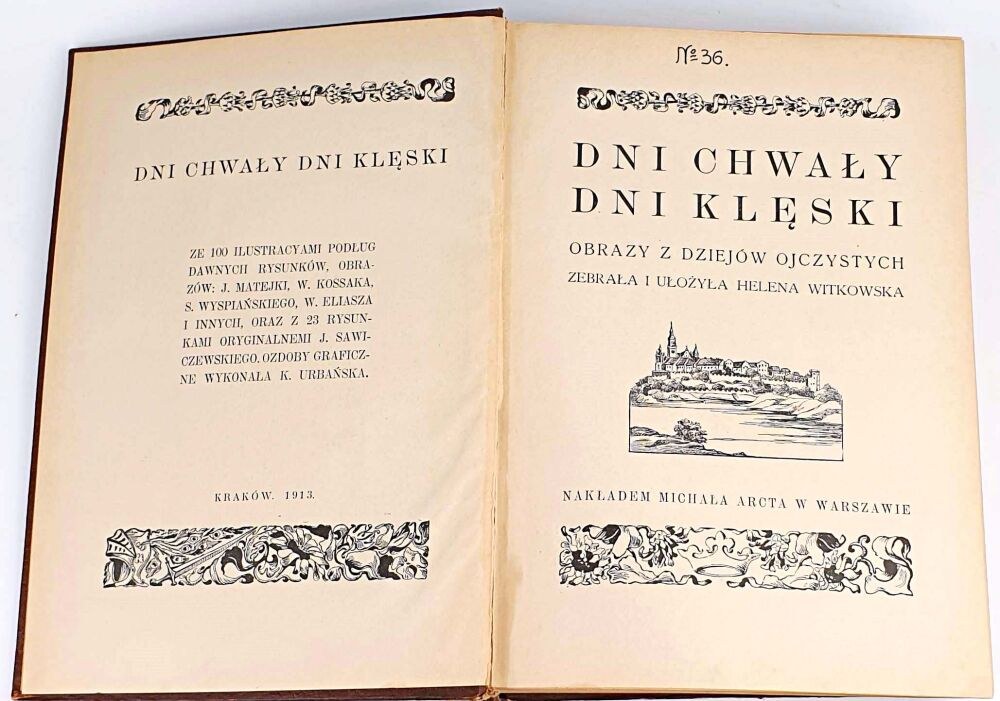 DNI CHWAŁY DNI KLĘSKI
ZE 100 ILUSTRACYAMI PODŁUG
DAWNYCH RYSUNKÓW, OBRA-
ZÓW: J. MATEJKI, W. KOSSAKA,
S. WYSPIAŃSKIEGO, W. ELIASZA
I INNYCH, ORAZ Z 23 RYSUN-
KAMI ORYGINALNEMI J. SAWI-
CZEWSKIEGO. OZDOBY GRAFICZ-
NE WYKONAŁA K. URBAŃSKA.
KRAKÓW. 1913.
№ 36.
DNI CHWAŁY
DNI KLĘSKI
OBRAZY Z DZIEJÓW OJCZYSTYCH
ZEBRAŁA I UŁOŻYŁA HELENA WITKOWSKA
NAKŁADEM MICHAŁA ARCTA W WARSZAWIE